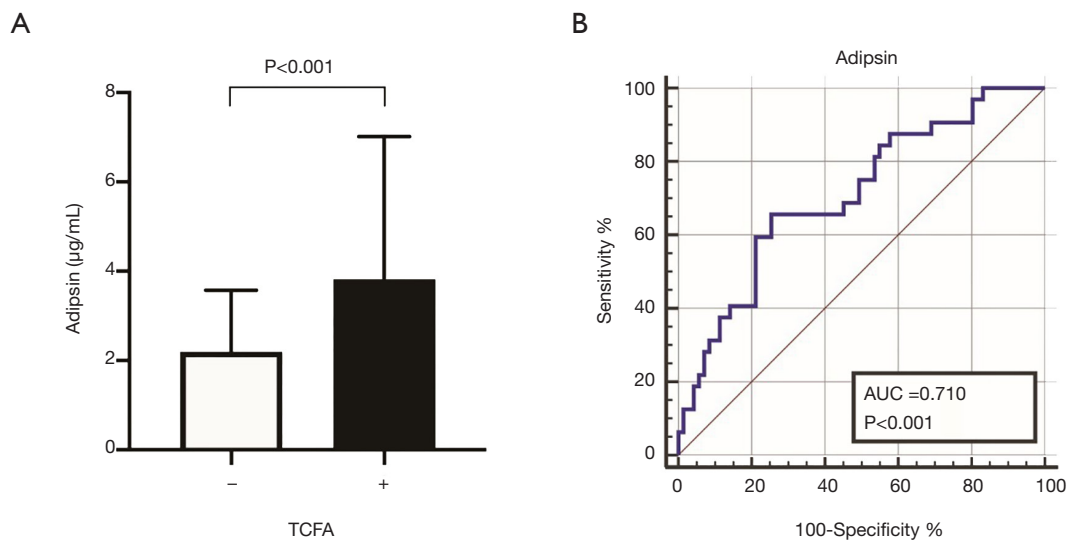 A
P<0.001
8
6
4
2
0
Adipsin (µg/mL)
− +
TCFA
B
Adipsin
100
80
60
40
20
0
Sensitivity %
AUC =0.710
P<0.001
0 20 40 60 80 100
100-Specificity %